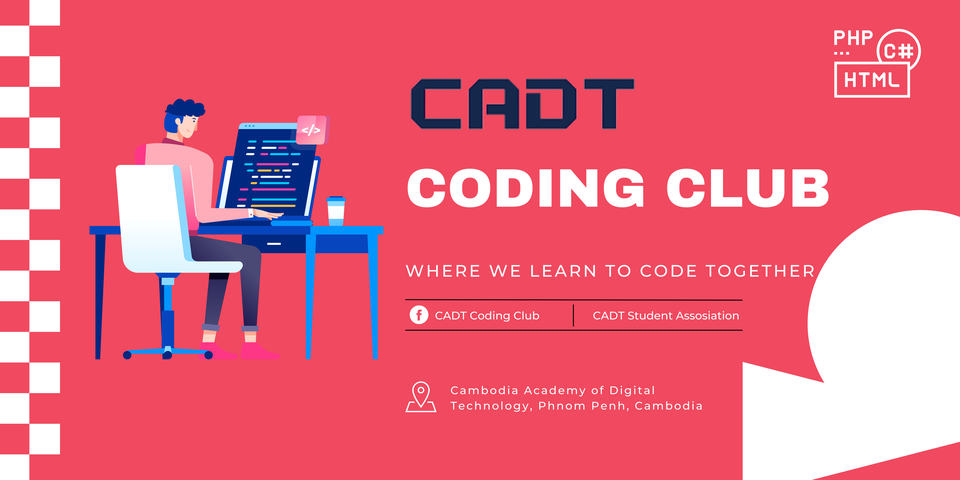 PHP
C#
HTML
CADT
</>
CODING CLUB
WHERE WE LEARN TO CODE TOGETHER
CADT Coding Club
CADT Student Assosiation
Cambodia Academy of Digital
Technology, Phnom Penh, Cambodia